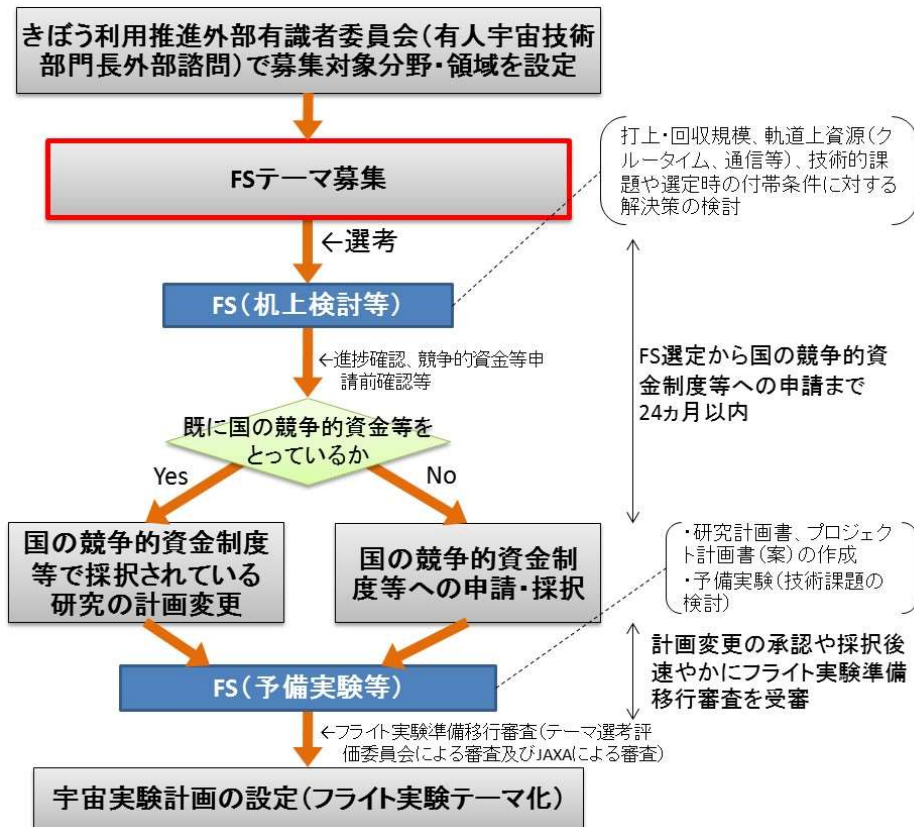 きぼう利用推進外部有識者委員会(有人宇宙技術
部門長外部諮問)で募集対象分野・領域を設定
FSテーマ募集
打上・回収規模、軌道上資源(ク
ルータイム、通信等)、技術的課
題や選定時の付帯条件に対する
解決策の検討
←選考
FS(机上検討等)
←進捗確認、競争的資金等申
請前確認等
FS選定から国の競争的資
金制度等への申請まで
24ヵ月以内
既に国の競争的資金等を
とっているか
Yes
No
国の競争的資金制度
等で採択されている
研究の計画変更
国の競争的資金制
度等への申請・採択
・研究計画書、プロジェク
ト計画書(案)の作成
・予備実験(技術課題の
検討)
FS(予備実験等)
計画変更の承認や採択後
速やかにフライト実験準備
移行審査を受審
←フライト実験準備移行審査(テーマ選考評
価委員会による審査及びJAXAによる審査)
宇宙実験計画の設定(フライト実験テーマ化)